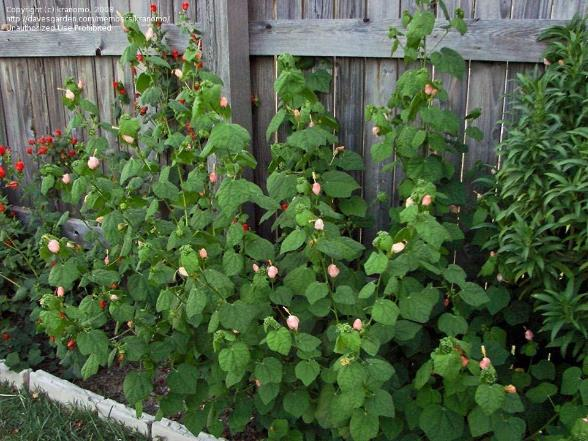 Copyright (c) kranomo, 2008
http://davesgarden.com/members/kranomo/
Unauthorized Use Prohibited